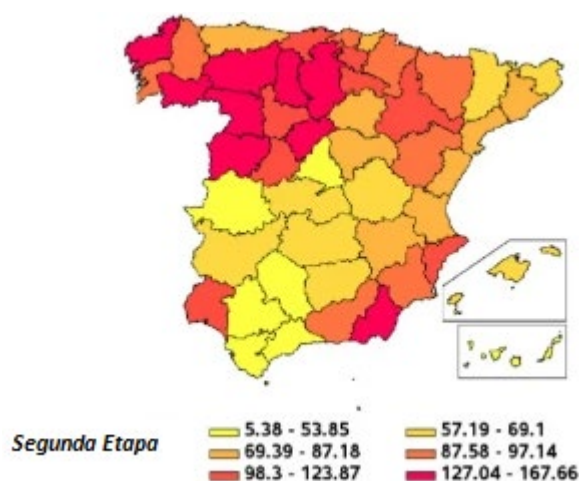 5.38 - 53.85 57.19 - 69.1
Segunda Etapa 69.39 - 87.18 87.58 - 97.14
98.3 - 123.87 127.04 - 167.66